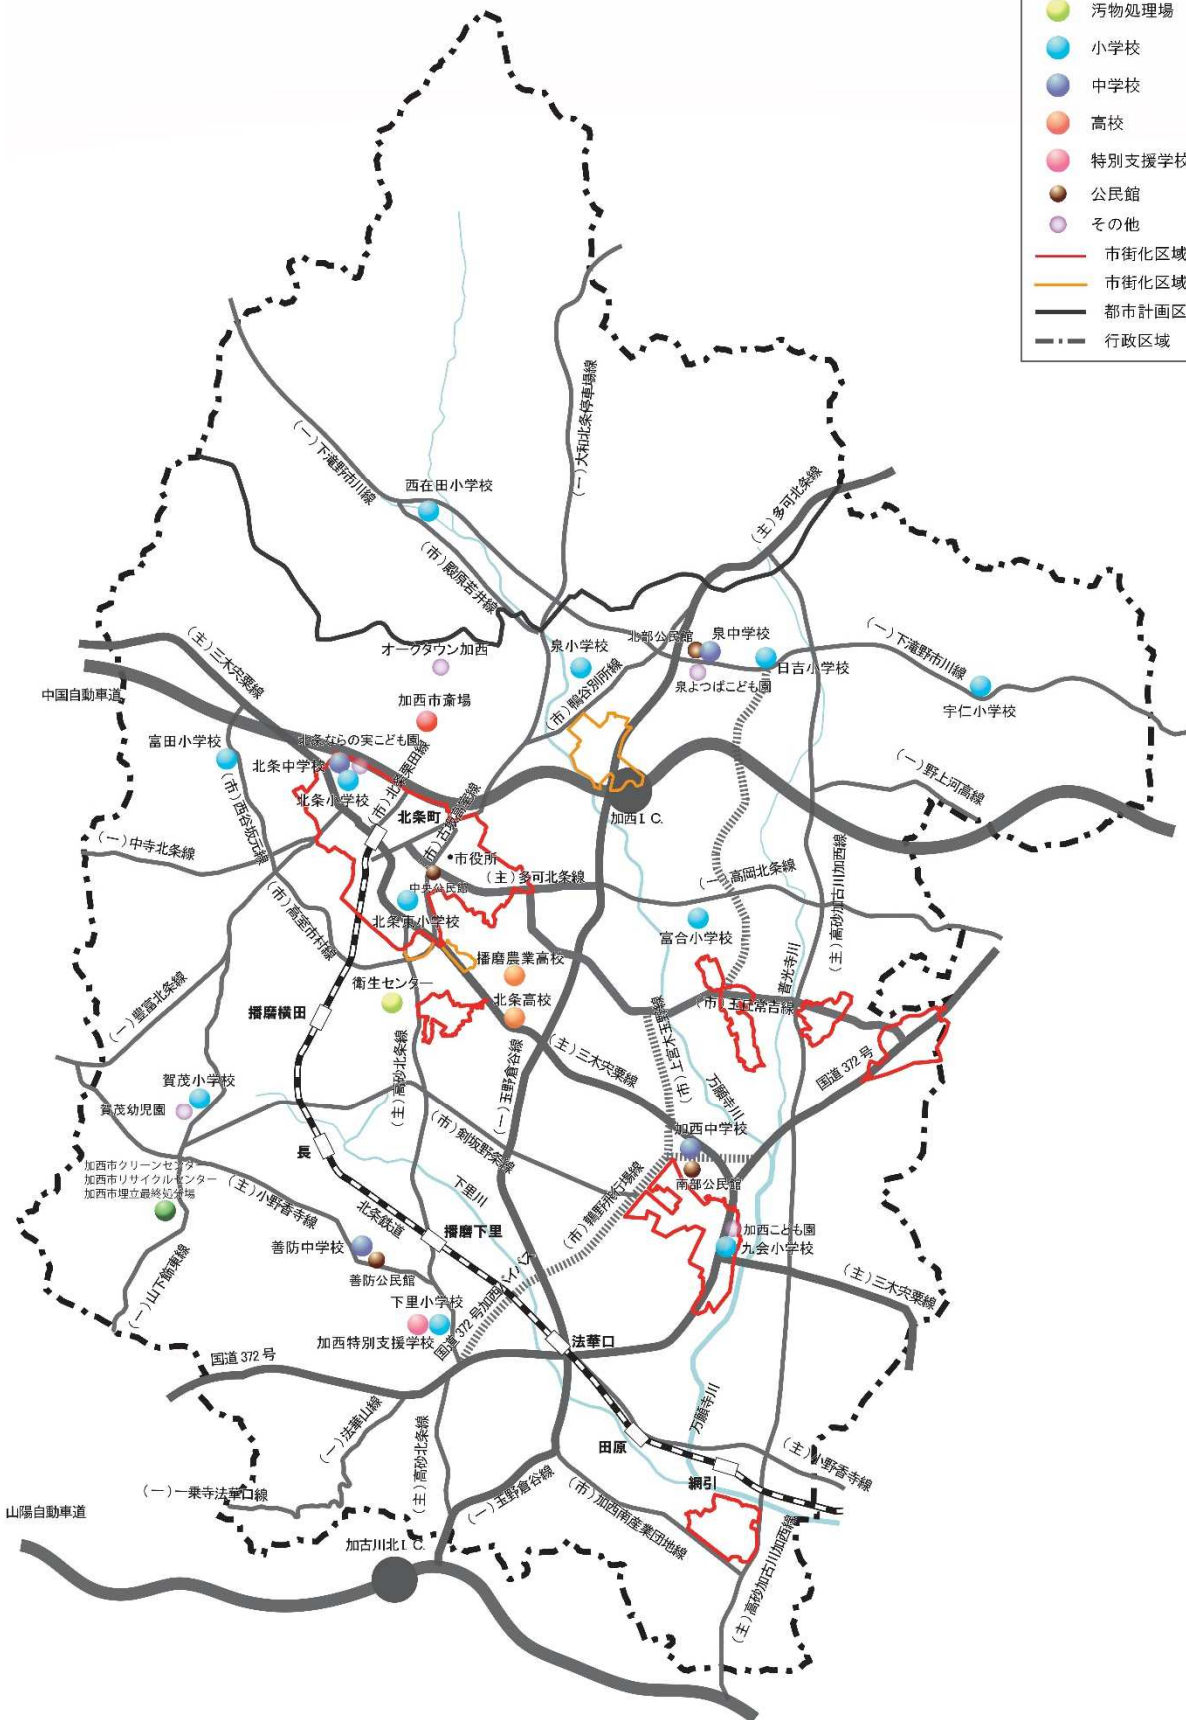 汚物処理場
小学校
中学校
高校
特別支援学校
公民館
その他
市街化区域
市街化区域
都市計画区
行政区域
(一)下滝野市川線
(一)大和北条停車場線
西在田小学校
(主)多可北条線
(市)殿原若井線
(主)三木宍粟線
オークタウン加西
泉小学校
北部公民館
泉中学校
(一)下滝野市川線
日吉小学校
泉よつばこども園
中国自動車道
加西市斎場
(市)鴨谷別所線
宇仁小学校
富田小学校
北条ならの実こども園
北条中学校
(市)北条栗田線
北条小学校
(一)野上河高線
北条町
加西I.C.
(市)西谷坂元線
(市)古坂高室線
(一)中寺北条線
・市役所
(主)多可北条線
(一)高岡北条線
(主)高砂加古川加西線
中央公民館
(市)高室市村線
北条東小学校
富合小学校
播磨農業高校
普光寺川
衛生センター
北条高校
(市)玉丘常吉線
(一)豊富北条線
播磨横田
(市)上宮木玉野線
(主)三木宍粟線
国道372号
(主)高砂北条線
(一)玉野倉谷線
万願寺川
賀茂小学校
賀茂幼児園
(市)剣坂野条線
加西中学校
長
加西市クリーンセンター
加西市リサイクルセンター
加西市埋立最終処分場
南部公民館
(主)小野香寺線
下里川
(市)鶉野飛行場線
北条鉄道
播磨下里
加西こども園
善防中学校
九会小学校
善防公民館
(一)山下飾東線
(主)三木宍粟線
国道372号加西バイパス
下里小学校
加西特別支援学校
法華口
国道372号
(一)法華山線
万願寺川
(主)高砂北条線
田原
(主)小野香寺線
網引
(一)一乗寺法華口線
(一)玉野倉谷線
(市)加西南産業団地線
山陽自動車道
加古川北I.C.
(主)高砂加古川加西線